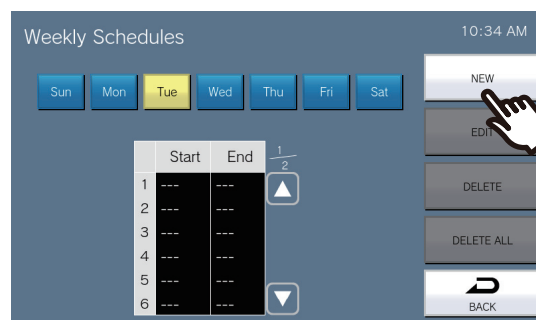 Weekly Schedules
10:34 AM
Sun Mon Tue Wed Thu Fri Sat
NEW
EDIT
DELETE
DELETE ALL
BACK
Start End 1/2
1 --- ---
2 --- ---
3 --- ---
4 --- ---
5 --- ---
6 --- ---